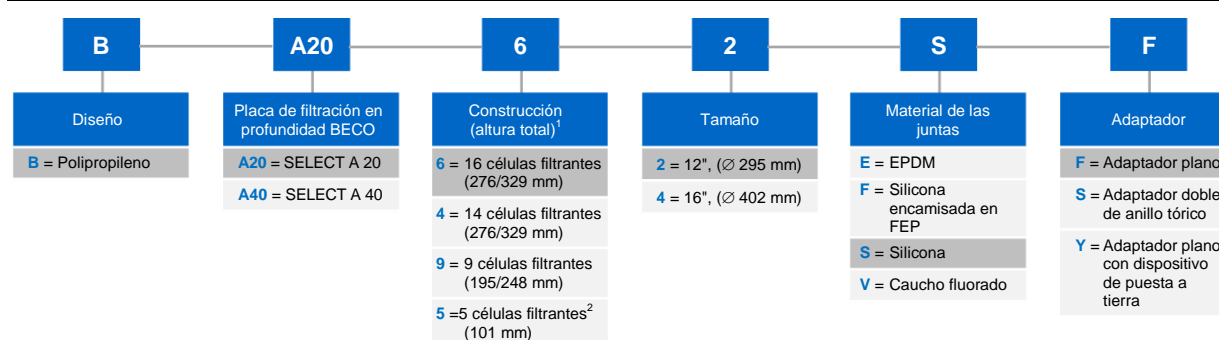 B
A20
6
2
S
F
Diseño
B = Polipropileno
Placa de filtración en
profundidad BECO
A20 = SELECT A 20
A40 = SELECT A 40
Construcción
(altura total)1
6 = 16 células filtrantes
(276/329 mm)
4 = 14 células filtrantes
(276/329 mm)
9 = 9 células filtrantes
(195/248 mm)
5 =5 células filtrantes2
(101 mm)
Tamaño
2 = 12", (∅ 295 mm)
4 = 16", (∅ 402 mm)
Material de las
juntas
E = EPDM
F = Silicona
encamisada en
FEP
S = Silicona
V = Caucho fluorado
Adaptador
F = Adaptador plano
S = Adaptador doble
de anillo tórico
Y = Adaptador plano
con dispositivo
de puesta a
tierra